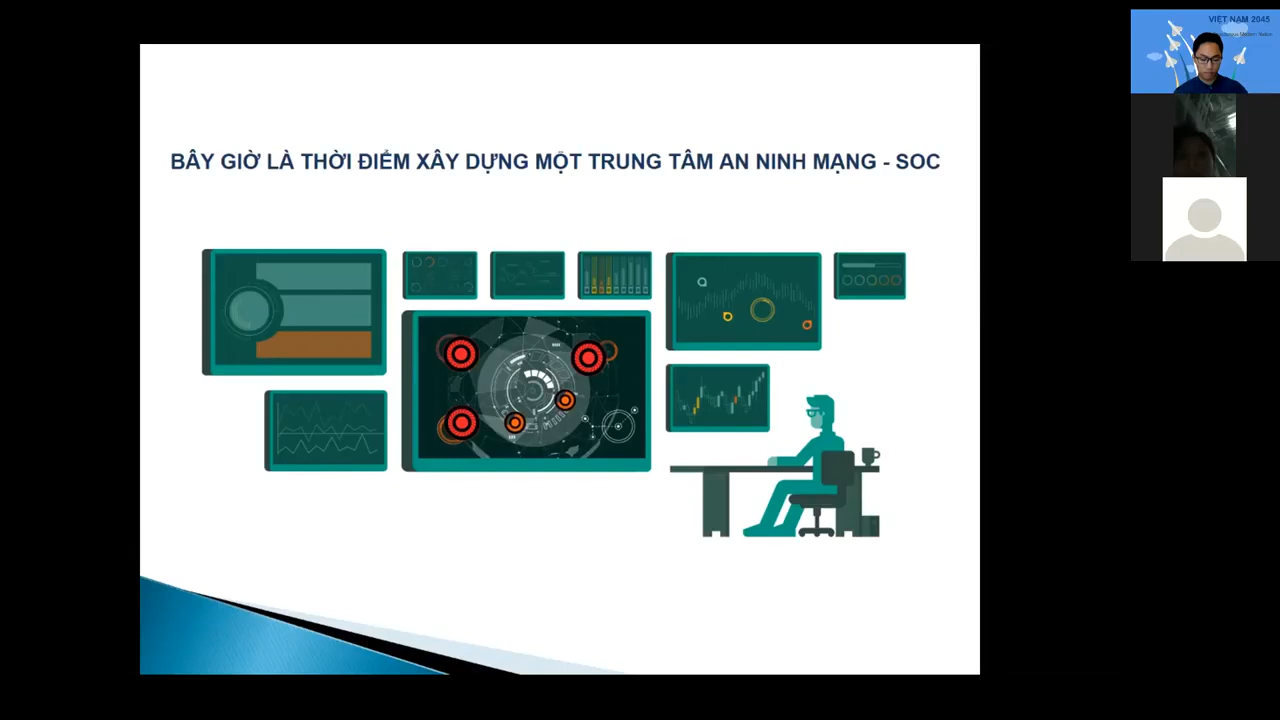 BÂY GIỜ LÀ THỜI ĐIỂM XÂY DỰNG MỘT TRUNG TÂM AN NINH MẠNG - SOC
VIỆT NAM 2045